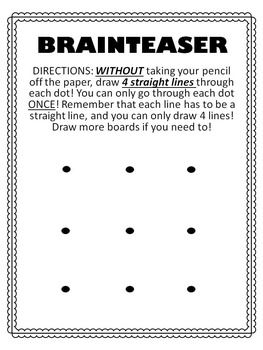 BRAINTEASER
DIRECTIONS: WITHOUT taking your pencil
off the paper, draw 4 straight lines through
each dot! You can only go through each dot
ONCE! Remember that each line has to be a
straight line, and you can only draw 4 lines!
Draw more boards if you need to!